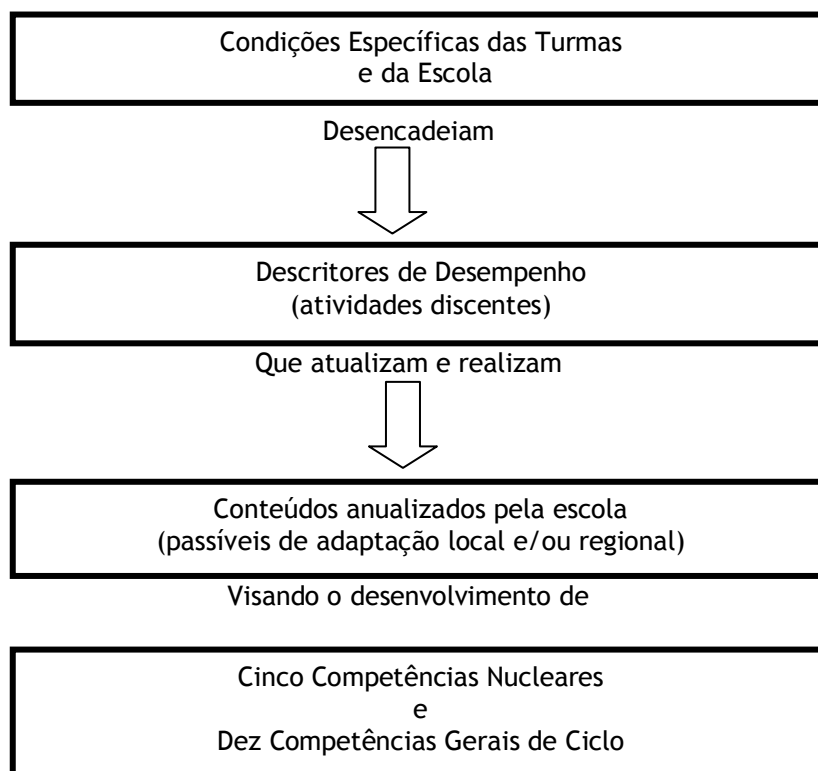 Condições Específicas das Turmas
e da Escola
Desencadeiam
Descritores de Desempenho
(atividades discentes)
Que atualizam e realizam
Conteúdos anualizados pela escola
(passíveis de adaptação local e/ou regional)
Visando o desenvolvimento de
Cinco Competências Nucleares
e
Dez Competências Gerais de Ciclo